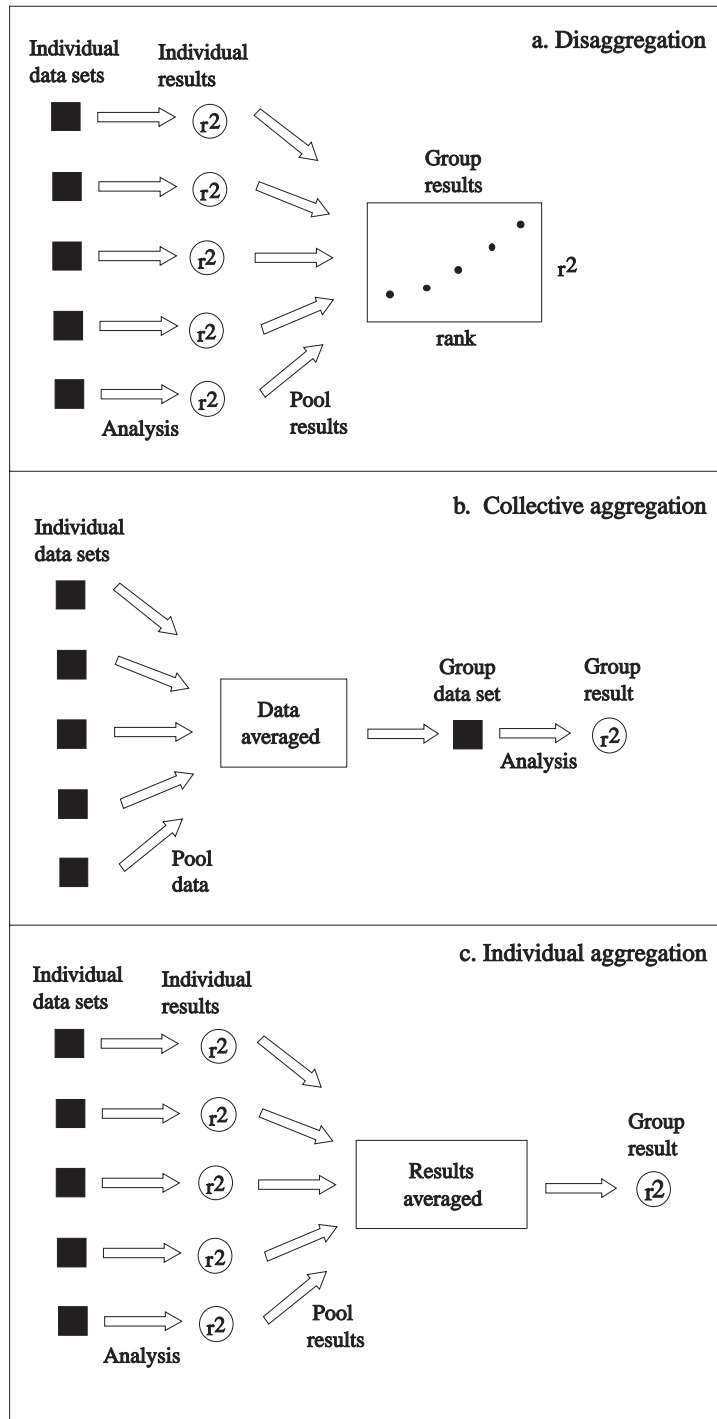 a. Disaggregation
Individual
data sets
Individual
results
r2
r2
r2
r2
r2
Analysis
Pool
results
Group
results
r2
rank
b. Collective aggregation
Individual
data sets
Pool
data
Data
averaged
Group
data set
Analysis
Group
result
r2
c. Individual aggregation
Individual
data sets
Individual
results
r2
r2
r2
r2
r2
Analysis
Pool
results
Results
averaged
Group
result
r2